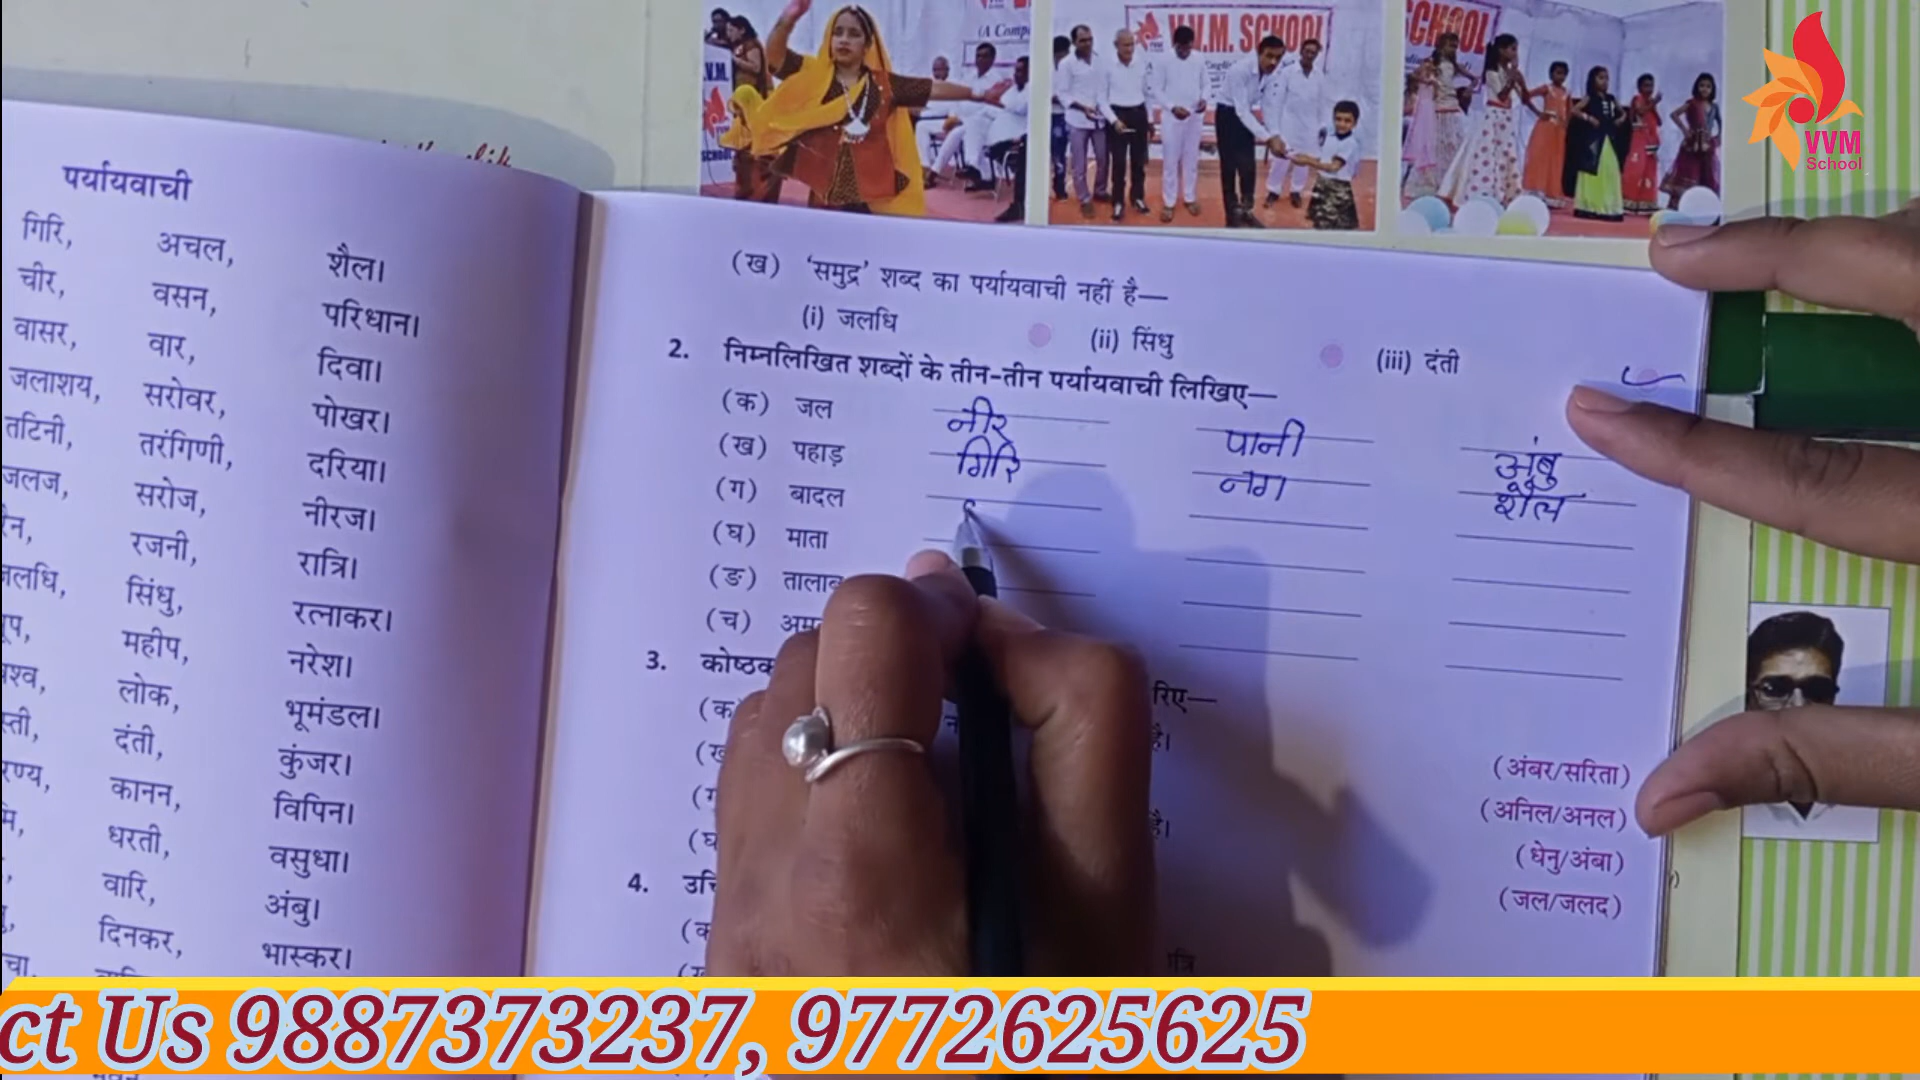 V.V.M. SCHOOL
SCHOOL
(A Comp
VVM
School
पर्यायवाची
गिरि, अचल, शैल।
चीर, वसन, परिधान।
वासर, वार, दिवा।
जलाशय, सरोवर, पोखर।
तटिनी, तरंगिणी, दरिया।
जलज, सरोज, नीरज।
रजनी, रात्रि।
सिंधु, रत्नाकर।
महीप, नरेश।
लोक, भूमंडल।
दंती, कुंजर।
कानन, विपिन।
धरती, वसुधा।
वारि, अंबु।
दिनकर, भास्कर।
(ख) ‘समुद्र’ शब्द का पर्यायवाची नहीं है—
(i) जलधि (ii) सिंधु (iii) दंती
2. निम्नलिखित शब्दों के तीन-तीन पर्यायवाची लिखिए—
(क) जल नीर पानी अंबु
(ख) पहाड़ गिरि नग शैल
(ग) बादल
(घ) माता
(ङ) तालाब
(च)
3.
रिए—
(क है। (अंबर/सरिता)
(ख (अनिल/अनल)
(ग है। (धेनु/अंबा)
(घ (जल/जलद)
4.
(क
ct Us 9887373237, 9772625625